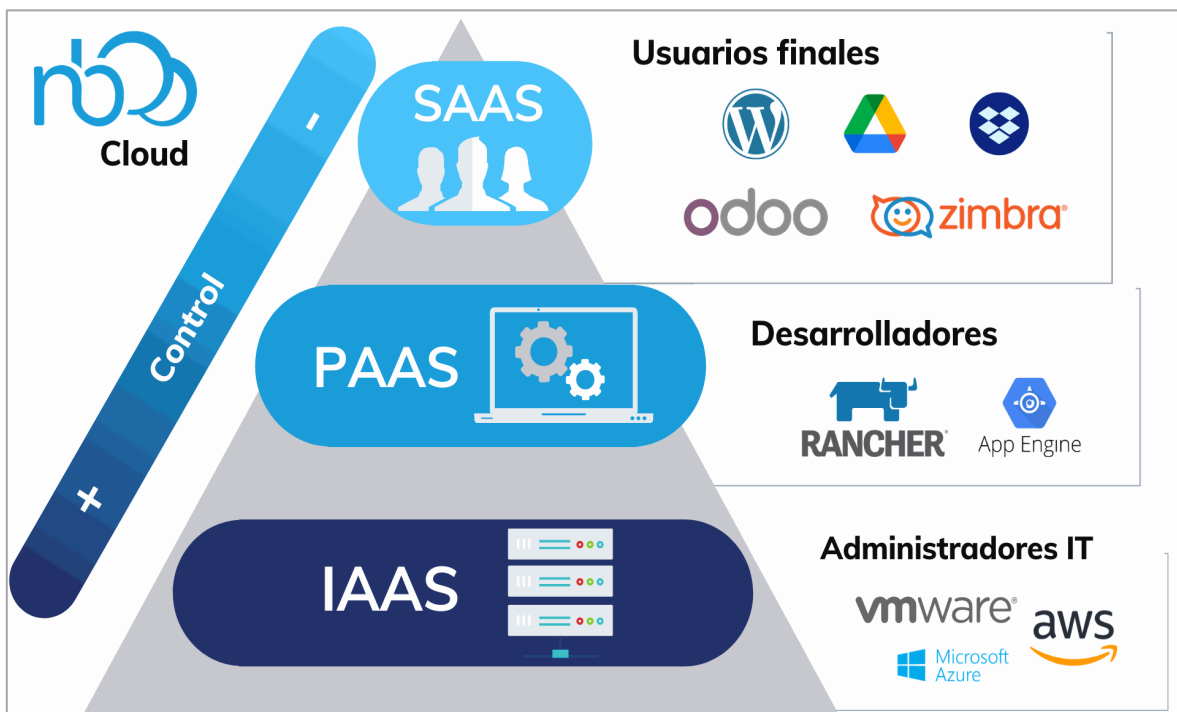 nb
Cloud
-
Control
+
SAAS
PAAS
IAAS
Usuarios finales
W
odoo
zimbra®
Desarrolladores
RANCHER®
App Engine
Administradores IT
vmware®
aws
Microsoft
Azure